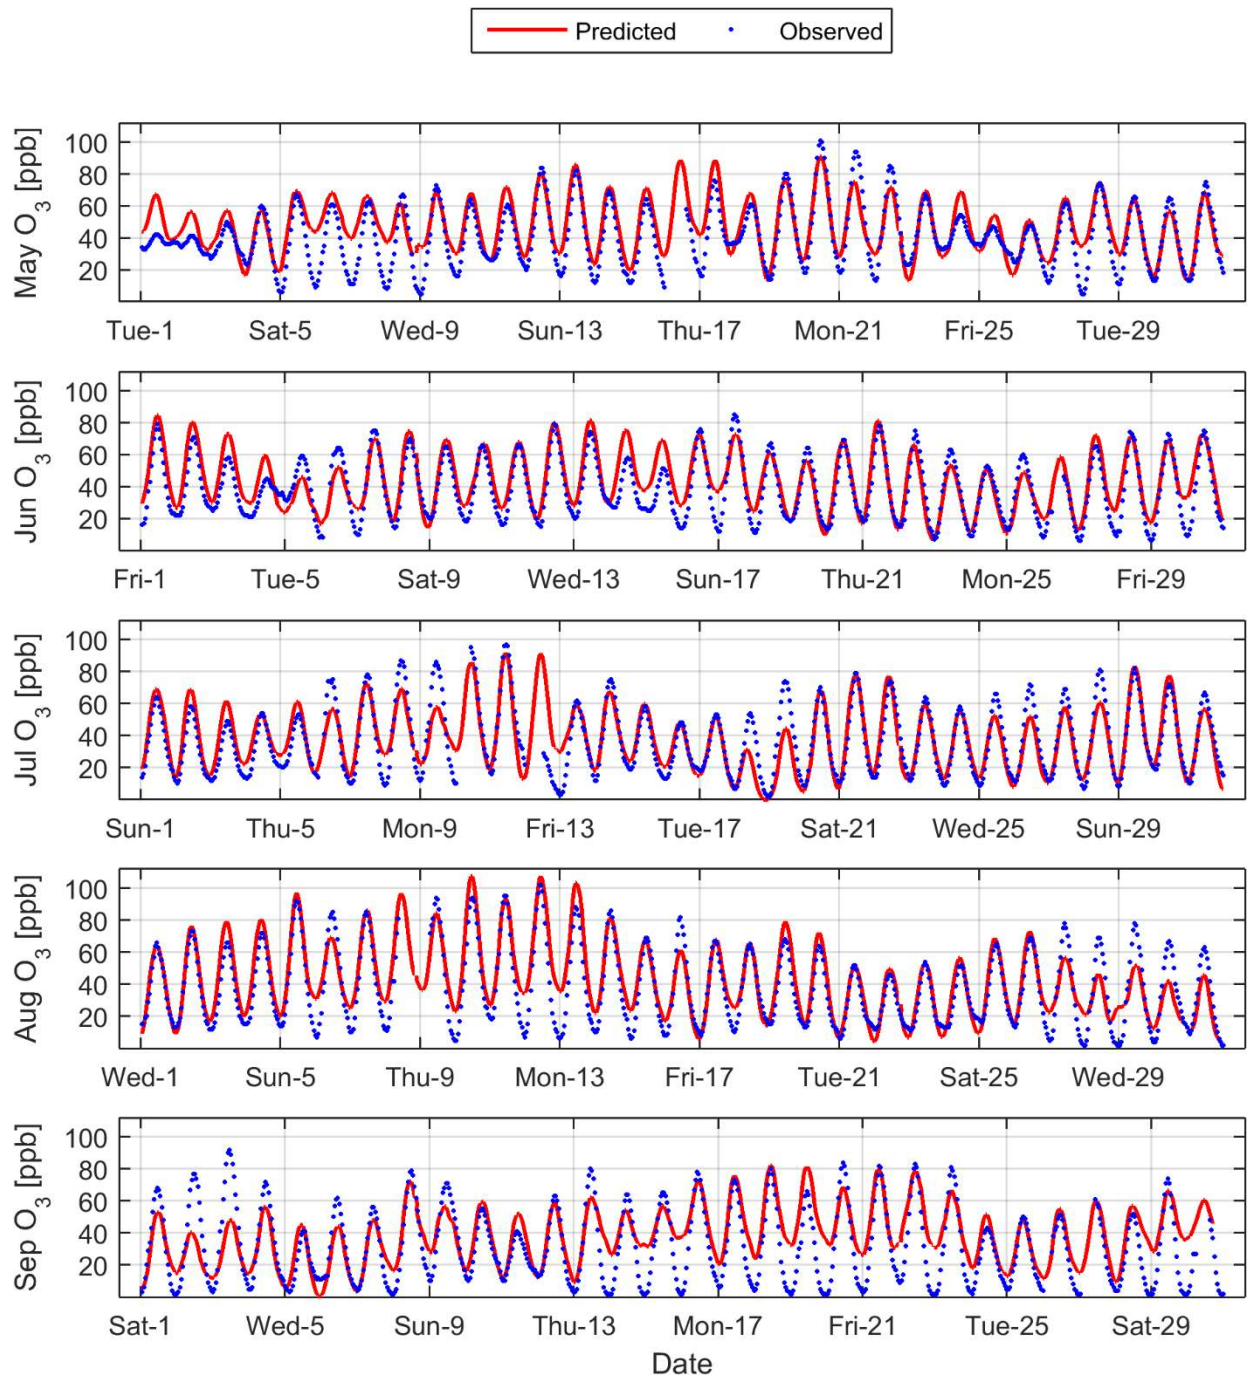 Predicted Observed
May O3 [ppb]
100
80
60
40
20
Tue-1 Sat-5 Wed-9 Sun-13 Thu-17 Mon-21 Fri-25 Tue-29
Jun O3 [ppb]
100
80
60
40
20
Fri-1 Tue-5 Sat-9 Wed-13 Sun-17 Thu-21 Mon-25 Fri-29
Jul O3 [ppb]
100
80
60
40
20
Sun-1 Thu-5 Mon-9 Fri-13 Tue-17 Sat-21 Wed-25 Sun-29
Aug O3 [ppb]
100
80
60
40
20
Wed-1 Sun-5 Thu-9 Mon-13 Fri-17 Tue-21 Sat-25 Wed-29
Sep O3 [ppb]
100
80
60
40
20
Sat-1 Wed-5 Sun-9 Thu-13 Mon-17 Fri-21 Tue-25 Sat-29
Date